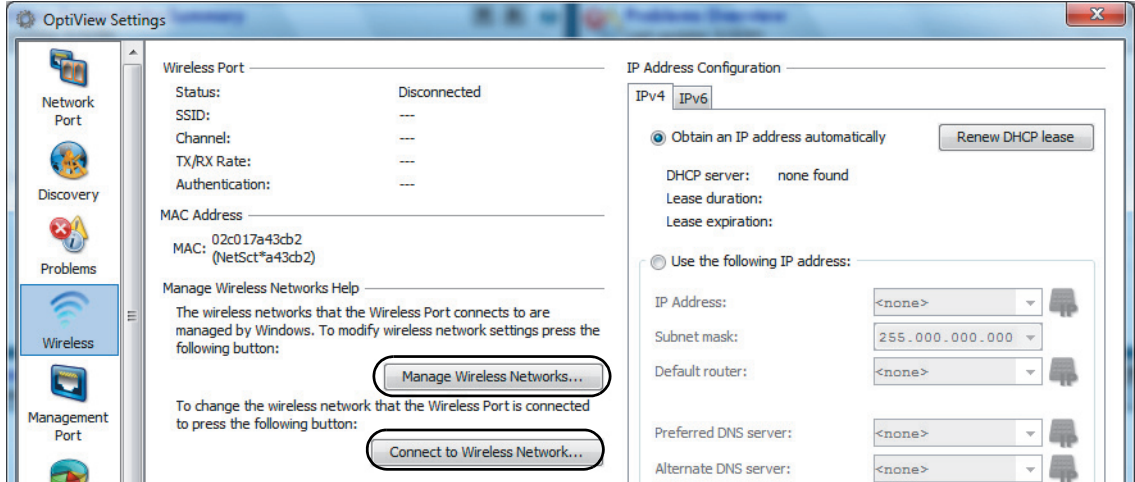 OptiView Settings
Network
Port
Discovery
Problems
Wireless
Management
Port
Wireless Port
Status: Disconnected
SSID: ---
Channel: ---
TX/RX Rate: ---
Authentication: ---
MAC Address
MAC: 02c017a43cb2
(NetSct*a43cb2)
Manage Wireless Networks Help
The wireless networks that the Wireless Port connects to are
managed by Windows. To modify wireless network settings press the
following button:
Manage Wireless Networks...
To change the wireless network that the Wireless Port is connected
to press the following button:
Connect to Wireless Network...
IP Address Configuration
IPv4 IPv6
Obtain an IP address automatically Renew DHCP lease
DHCP server: none found
Lease duration:
Lease expiration:
Use the following IP address:
IP Address: <none>
Subnet mask: 255.000.000.000
Default router: <none>
Preferred DNS server: <none>
Alternate DNS server: <none>